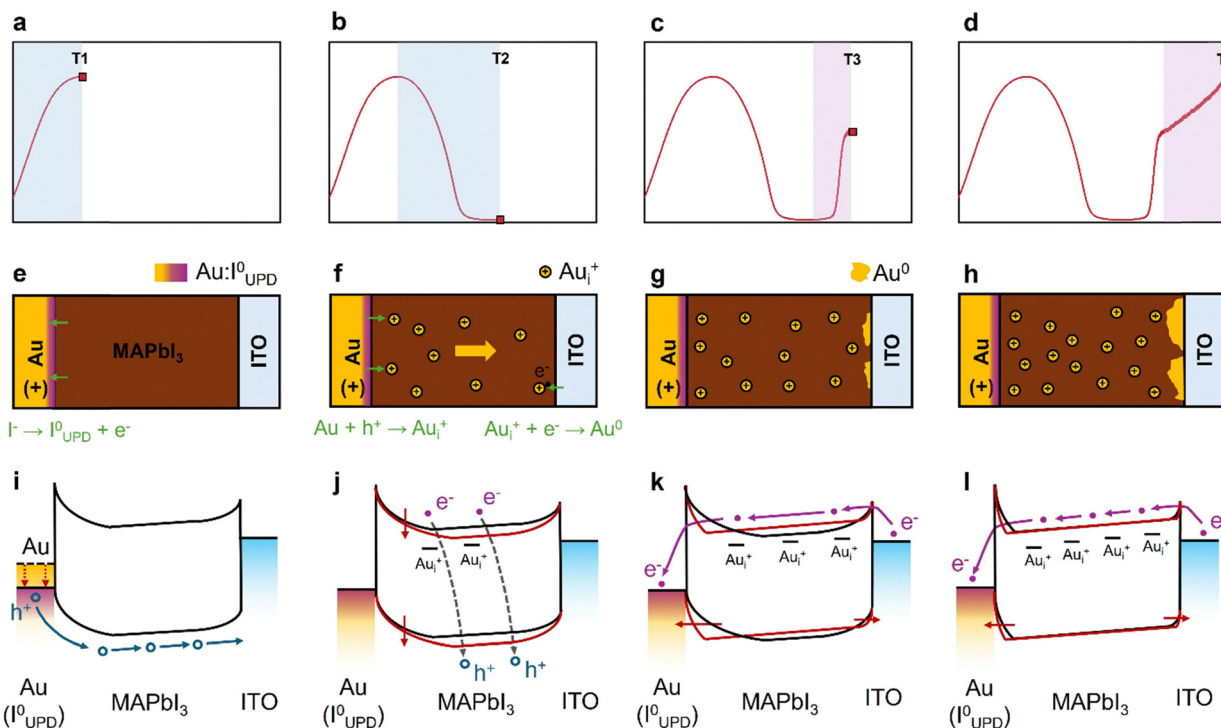 a b c d
T1 T2 T3 T
e Au:I⁰UPD f Auᵢ⁺ g Au⁰ h
Au (+) MAPbI₃ ITO
Au (+) e⁻ ITO
Au (+) ITO
Au (+) ITO
I⁻ → I⁰UPD + e⁻ Au + h⁺ → Auᵢ⁺ Auᵢ⁺ + e⁻ → Au⁰
i j k l
Au h⁺
e⁻ e⁻ Auᵢ⁺ Auᵢ⁺ h⁺ h⁺
e⁻ Auᵢ⁺ Auᵢ⁺ Auᵢ⁺ e⁻
e⁻ Auᵢ⁺ Auᵢ⁺ Auᵢ⁺ Auᵢ⁺ e
Au MAPbI₃ ITO Au MAPbI₃ ITO Au MAPbI₃ ITO Au MAPbI₃ ITO
(I⁰UPD) (I⁰UPD) (I⁰UPD) (I⁰UPD)